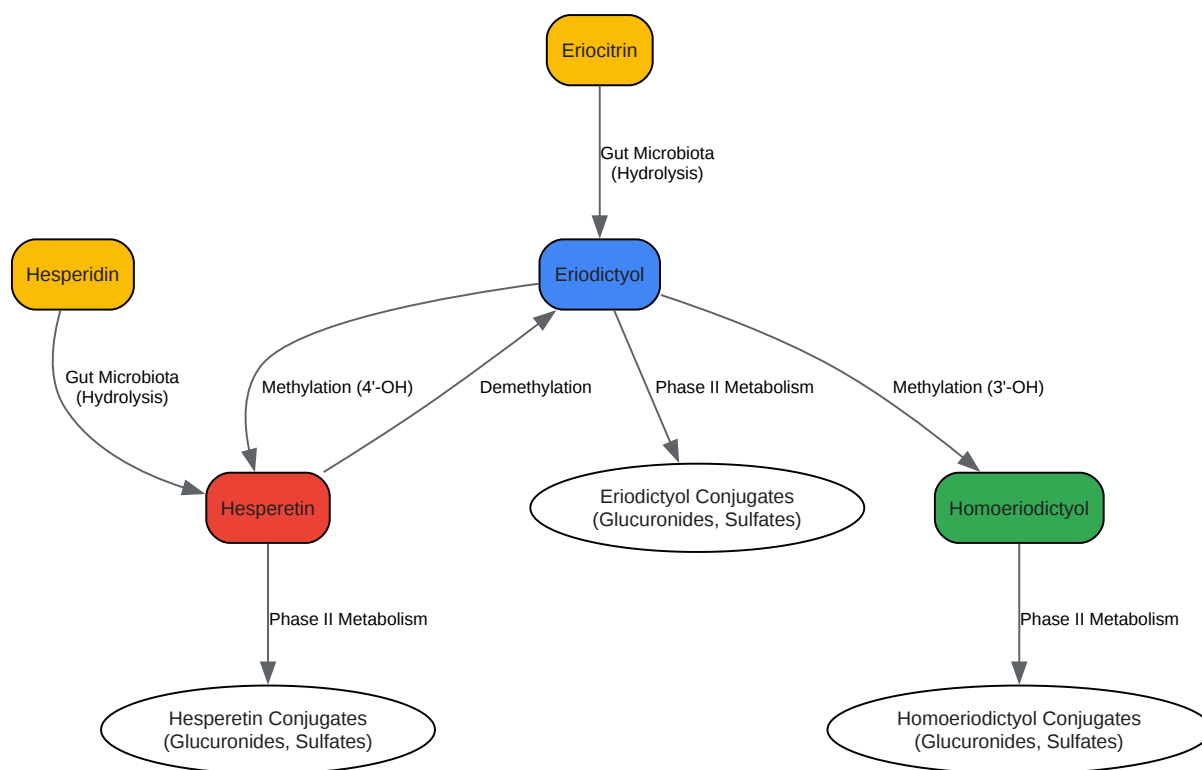 Eriocitrin
Gut Microbiota
(Hydrolysis)
Hesperidin
Eriodictyol
Gut Microbiota
(Hydrolysis)
Methylation (4'-OH)
Demethylation
Phase II Metabolism
Methylation (3'-OH)
Hesperetin
Eriodictyol Conjugates
(Glucuronides, Sulfates)
Homoeriodictyol
Phase II Metabolism
Phase II Metabolism
Hesperetin Conjugates
(Glucuronides, Sulfates)
Homoeriodictyol Conjugates
(Glucuronides, Sulfates)